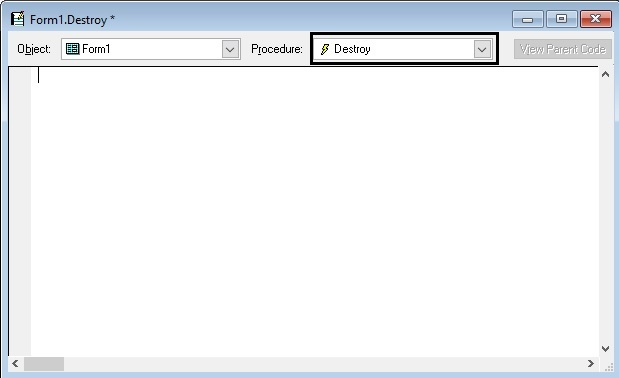 Form1.Destroy *
Object: Form1 Procedure: Destroy View Parent Code